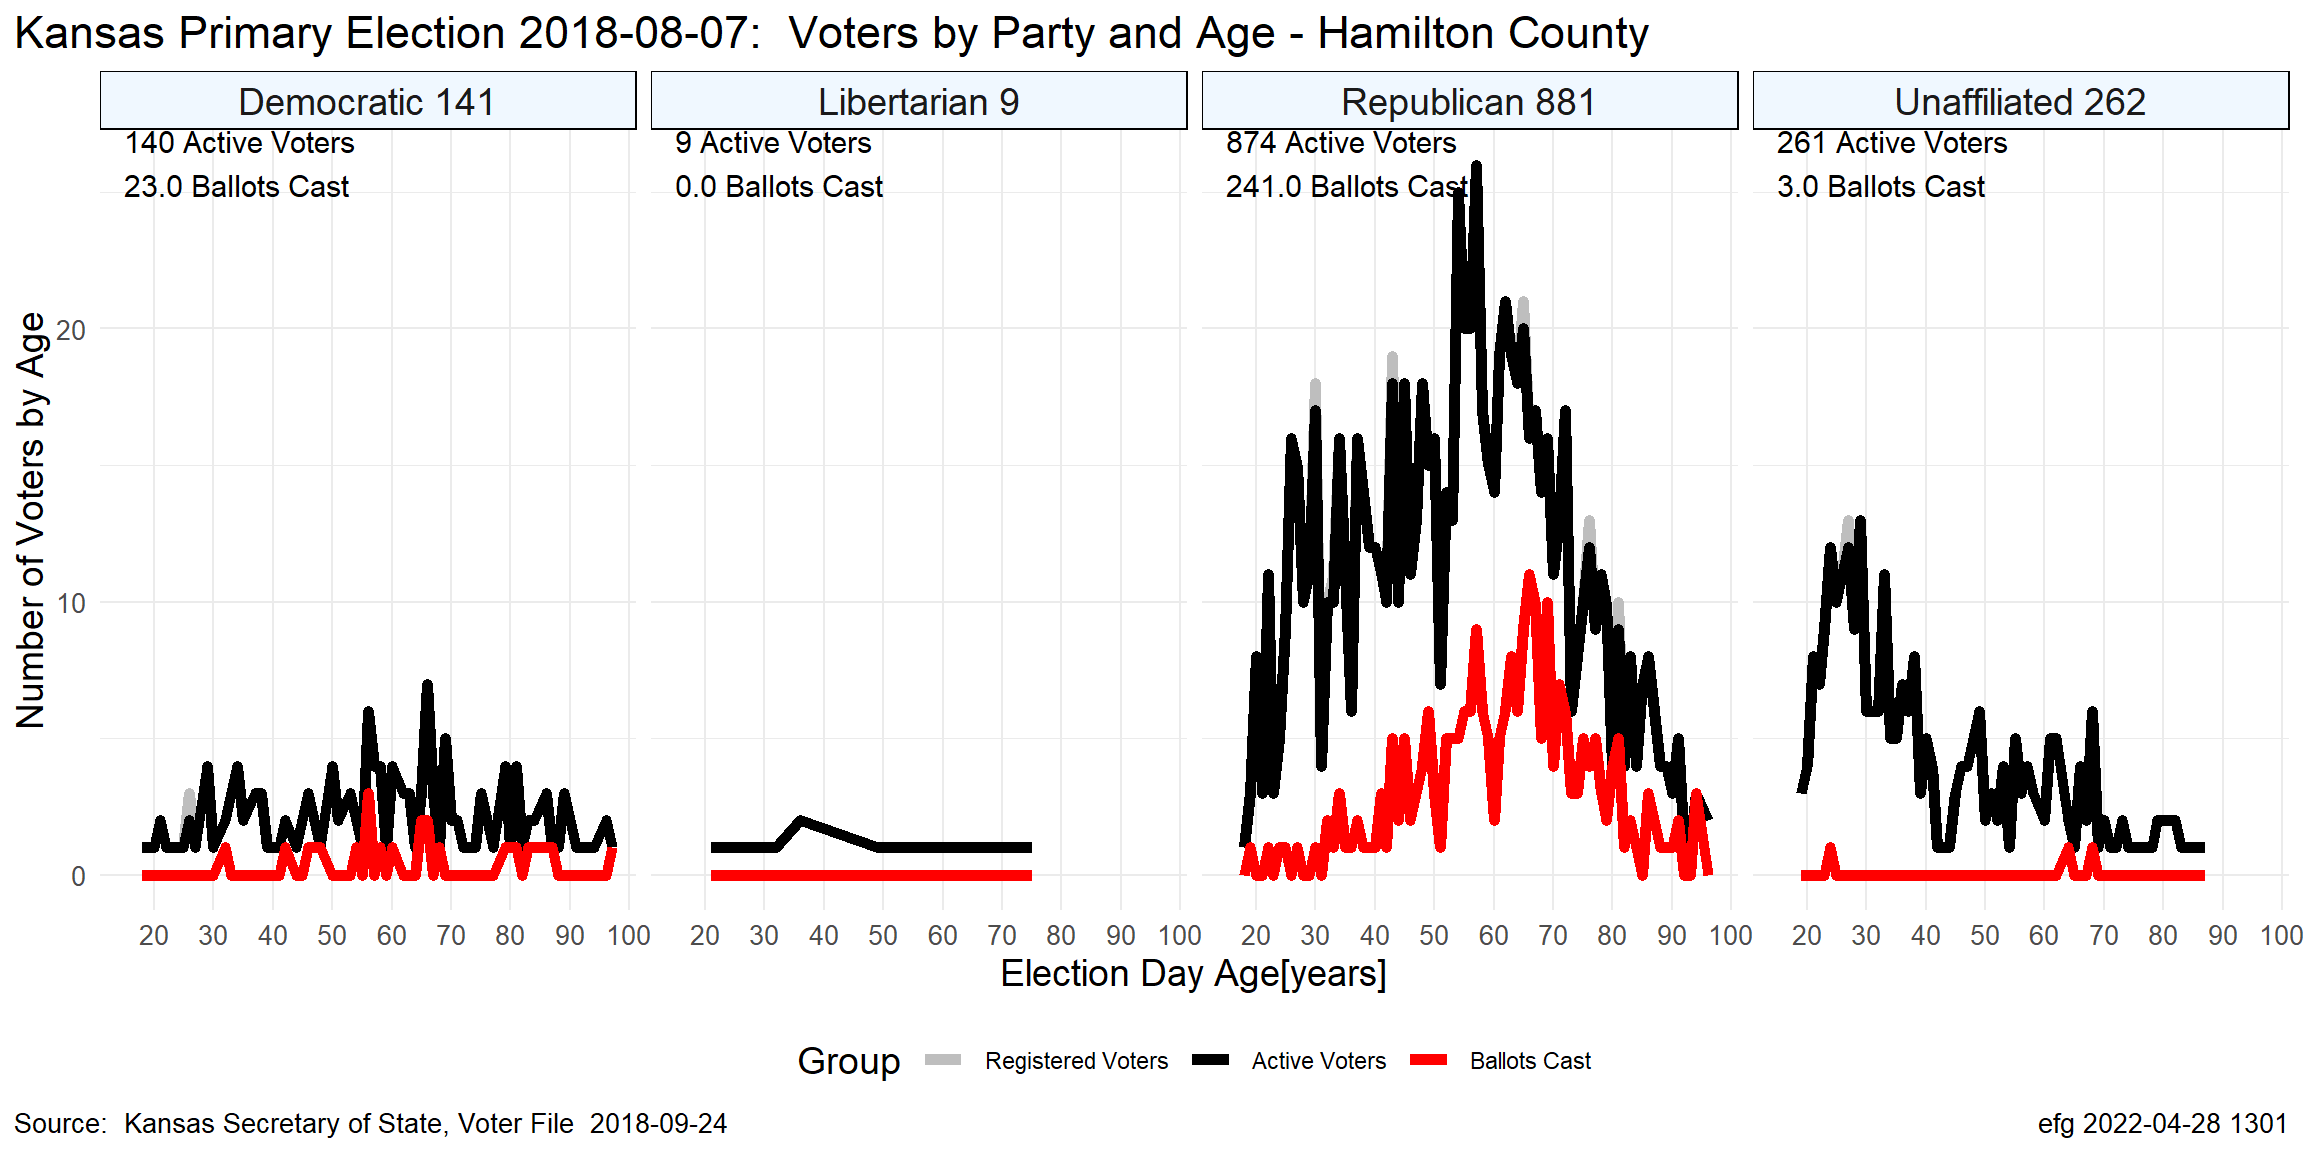 Kansas Primary Election 2018-08-07:  Voters by Party and Age - Hamilton County
Democratic 141
Libertarian 9
Republican 881
Unaffiliated 262
140 Active Voters
23.0 Ballots Cast
9 Active Voters
0.0 Ballots Cast
874 Active Voters
241.0 Ballots Cast
261 Active Voters
3.0 Ballots Cast
Number of Voters by Age
20
10
0
20 30 40 50 60 70 80 90 100
20 30 40 50 60 70 80 90 100
20 30 40 50 60 70 80 90 100
20 30 40 50 60 70 80 90 100
Election Day Age[years]
Group Registered Voters Active Voters Ballots Cast
Source:  Kansas Secretary of State, Voter File  2018-09-24
efg 2022-04-28 1301